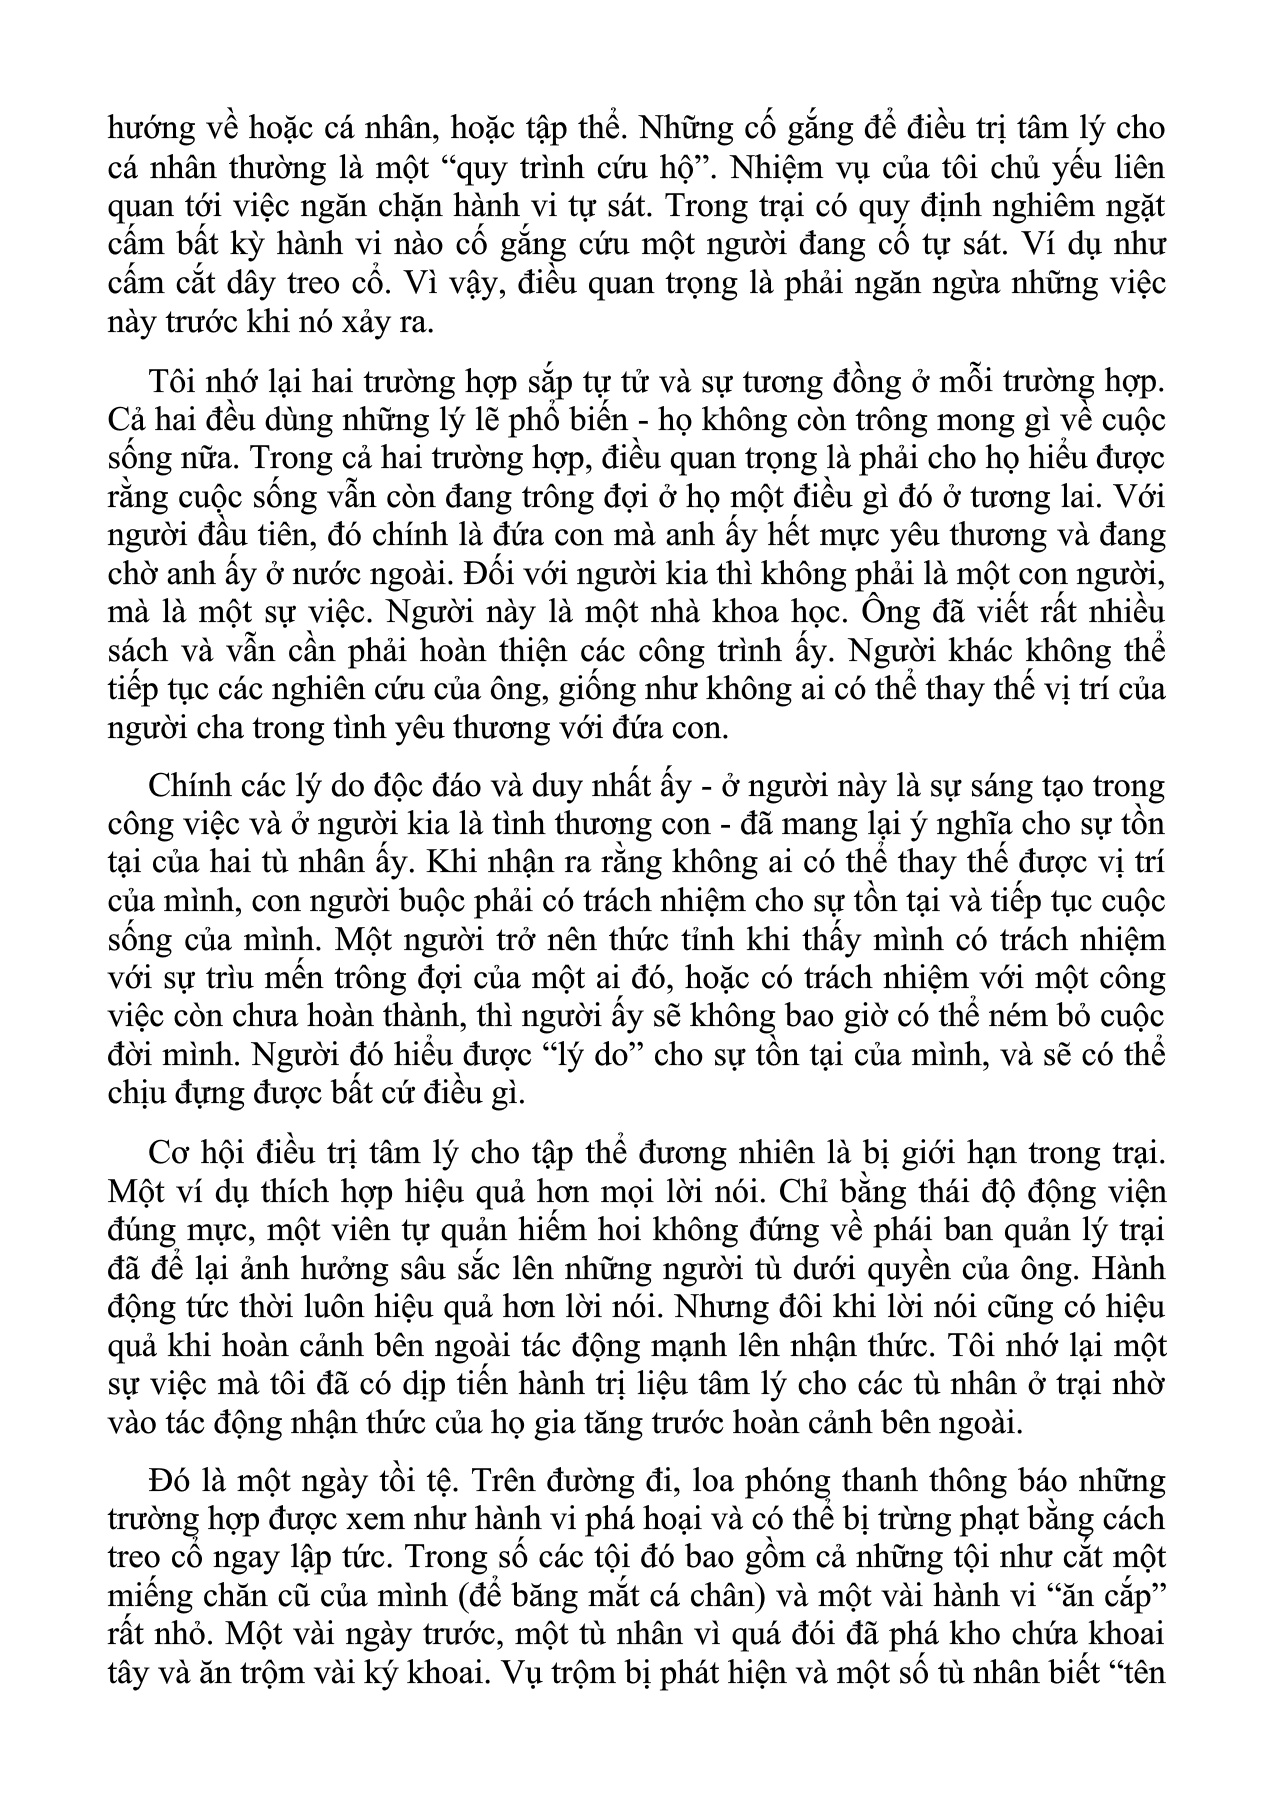 hướng về hoặc cá nhân, hoặc tập thể. Những cố gắng để điều trị tâm lý cho
cá nhân thường là một “quy trình cứu hộ”. Nhiệm vụ của tôi chủ yếu liên
quan tới việc ngăn chặn hành vi tự sát. Trong trại có quy định nghiêm ngặt
cấm bất kỳ hành vi nào cố gắng cứu một người đang cố tự sát. Ví dụ như
cấm cắt dây treo cổ. Vì vậy, điều quan trọng là phải ngăn ngừa những việc
này trước khi nó xảy ra.
Tôi nhớ lại hai trường hợp sắp tự tử và sự tương đồng ở mỗi trường hợp.
Cả hai đều dùng những lý lẽ phổ biến - họ không còn trông mong gì về cuộc
sống nữa. Trong cả hai trường hợp, điều quan trọng là phải cho họ hiểu được
rằng cuộc sống vẫn còn đang trông đợi ở họ một điều gì đó ở tương lai. Với
người đầu tiên, đó chính là đứa con mà anh ấy hết mực yêu thương và đang
chờ anh ấy ở nước ngoài. Đối với người kia thì không phải là một con người,
mà là một sự việc. Người này là một nhà khoa học. Ông đã viết rất nhiều
sách và vẫn cần phải hoàn thiện các công trình ấy. Người khác không thể
tiếp tục các nghiên cứu của ông, giống như không ai có thể thay thế vị trí của
người cha trong tình yêu thương với đứa con.
Chính các lý do độc đáo và duy nhất ấy - ở người này là sự sáng tạo trong
công việc và ở người kia là tình thương con - đã mang lại ý nghĩa cho sự tồn
tại của hai tù nhân ấy. Khi nhận ra rằng không ai có thể thay thế được vị trí
của mình, con người buộc phải có trách nhiệm cho sự tồn tại và tiếp tục cuộc
sống của mình. Một người trở nên thức tỉnh khi thấy mình có trách nhiệm
với sự trìu mến trông đợi của một ai đó, hoặc có trách nhiệm với một công
việc còn chưa hoàn thành, thì người ấy sẽ không bao giờ có thể ném bỏ cuộc
đời mình. Người đó hiểu được “lý do” cho sự tồn tại của mình, và sẽ có thể
chịu đựng được bất cứ điều gì.
Cơ hội điều trị tâm lý cho tập thể đương nhiên là bị giới hạn trong trại.
Một ví dụ thích hợp hiệu quả hơn mọi lời nói. Chỉ bằng thái độ động viện
đúng mực, một viên tự quản hiếm hoi không đứng về phái ban quản lý trại
đã để lại ảnh hưởng sâu sắc lên những người tù dưới quyền của ông. Hành
động tức thời luôn hiệu quả hơn lời nói. Nhưng đôi khi lời nói cũng có hiệu
quả khi hoàn cảnh bên ngoài tác động mạnh lên nhận thức. Tôi nhớ lại một
sự việc mà tôi đã có dịp tiến hành trị liệu tâm lý cho các tù nhân ở trại nhờ
vào tác động nhận thức của họ gia tăng trước hoàn cảnh bên ngoài.
Đó là một ngày tồi tệ. Trên đường đi, loa phóng thanh thông báo những
trường hợp được xem như hành vi phá hoại và có thể bị trừng phạt bằng cách
treo cổ ngay lập tức. Trong số các tội đó bao gồm cả những tội như cắt một
miếng chăn cũ của mình (để băng mắt cá chân) và một vài hành vi “ăn cắp”
rất nhỏ. Một vài ngày trước, một tù nhân vì quá đói đã phá kho chứa khoai
tây và ăn trộm vài ký khoai. Vụ trộm bị phát hiện và một số tù nhân biết “tên